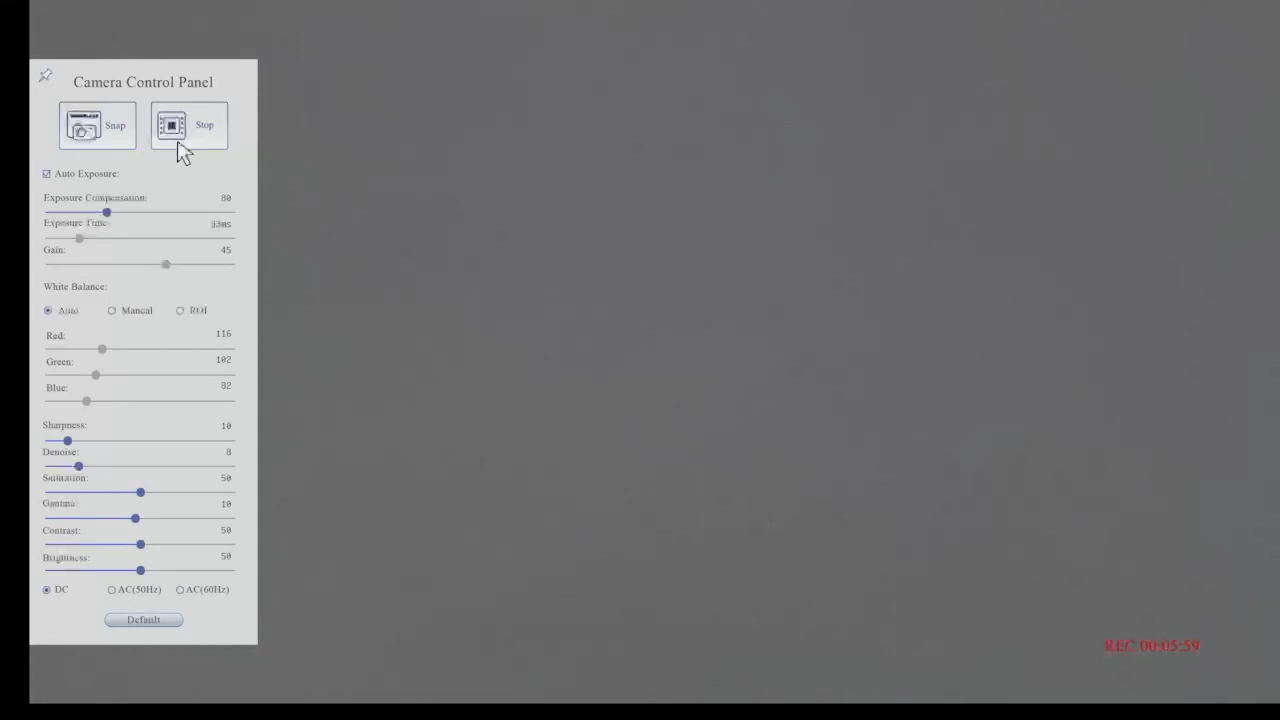 Camera Control Panel
Snap
Stop
Auto Exposure:
Exposure Compensation: 80
Exposure Time: 33ms
Gain: 45
White Balance:
Auto Manual ROI
Red: 116
Green: 102
Blue: 82
Sharpness: 10
Denoise: 8
Saturation: 50
Gamma: 10
Contrast: 50
Brightness: 50
DC AC(50Hz) AC(60Hz)
Default
REC 00:05:59